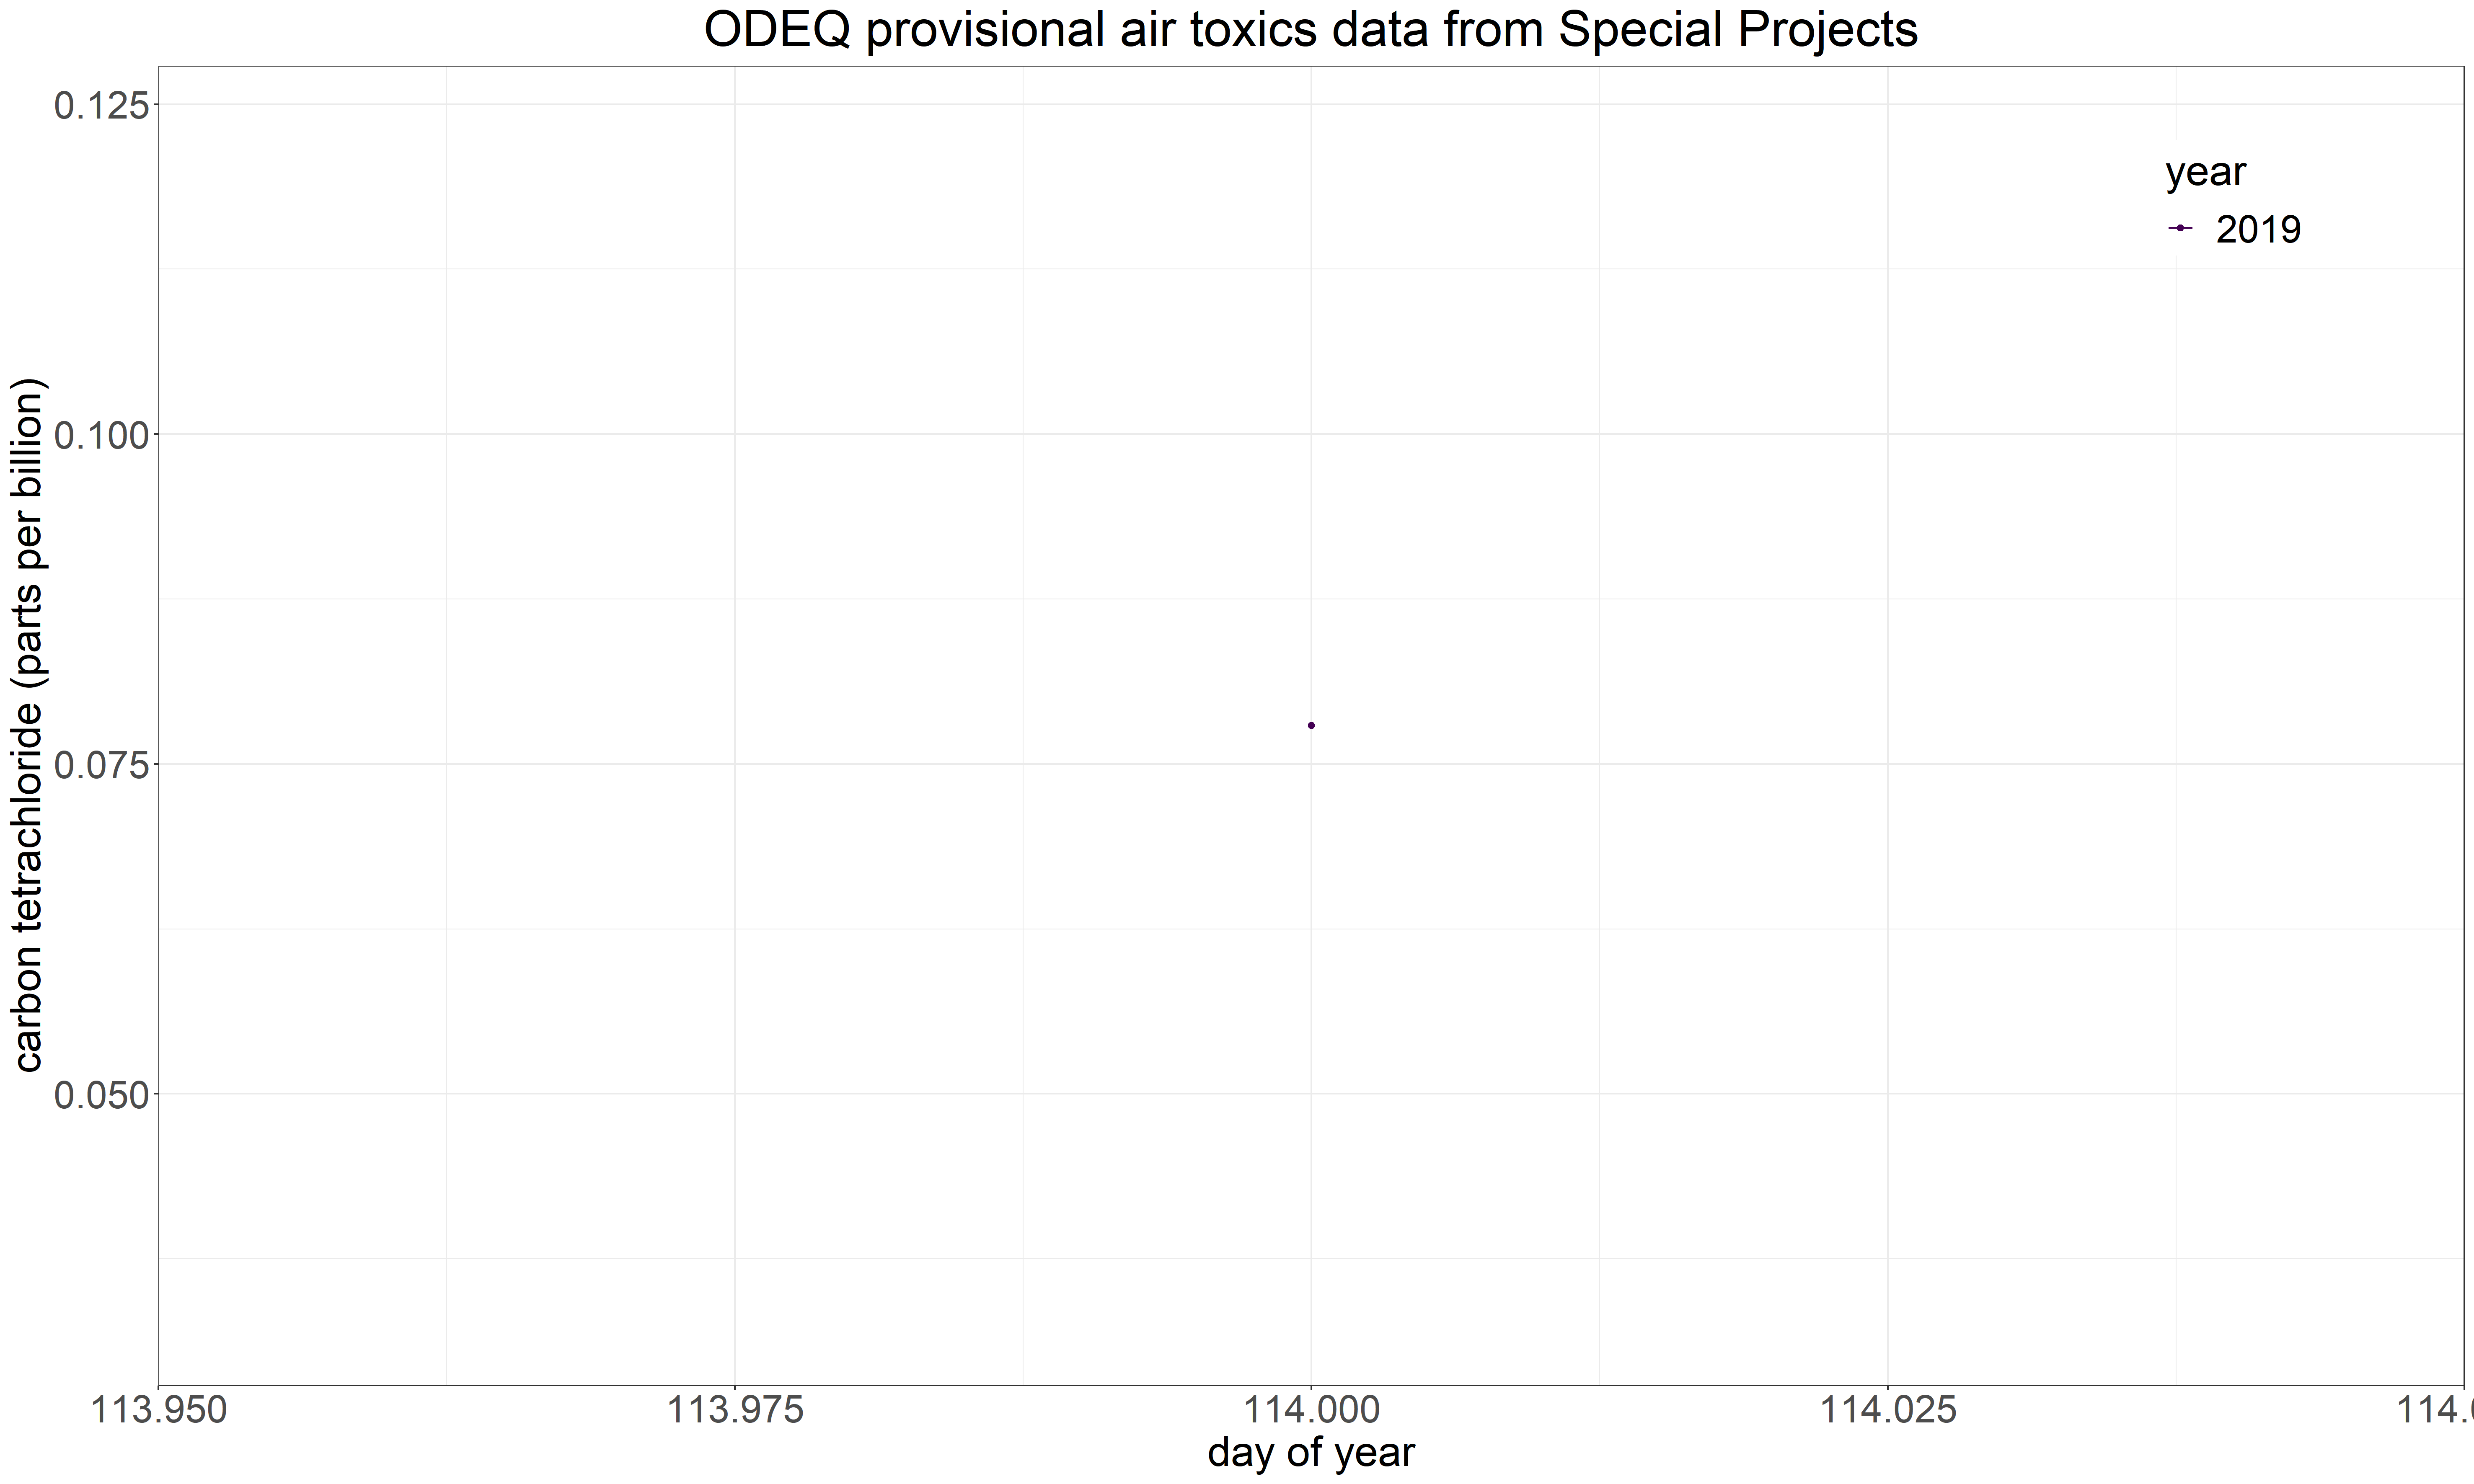 ODEQ provisional air toxics data from Special Projects
0.125
year
2019
0.100
carbon tetrachloride (parts per billion)
0.075
0.050
113.950 113.975 114.000 114.025
day of year